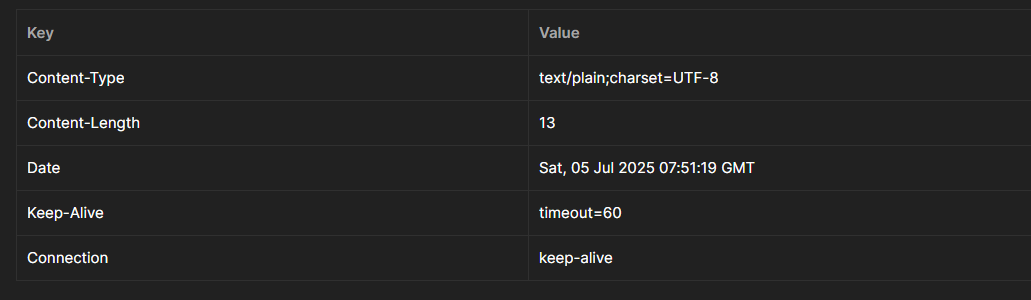 Key Value
Content-Type text/plain;charset=UTF-8
Content-Length 13
Date Sat, 05 Jul 2025 07:51:19 GMT
Keep-Alive timeout=60
Connection keep-alive